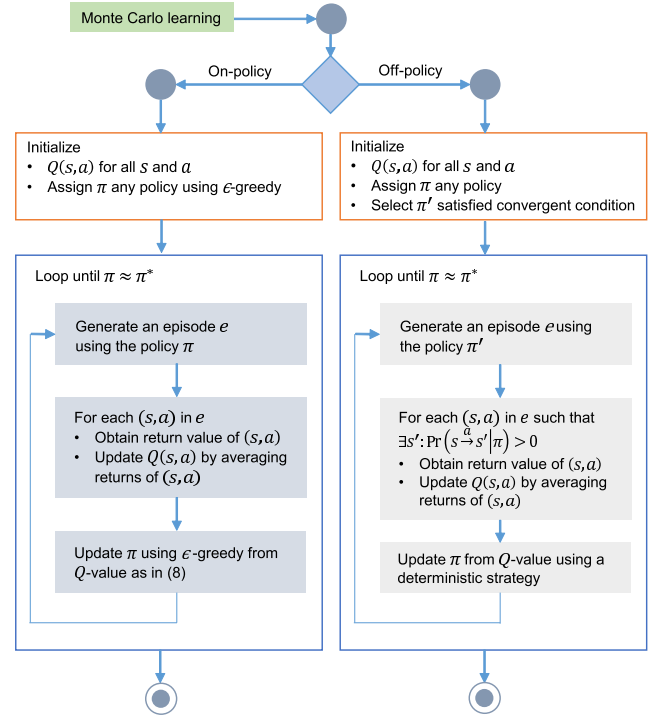 Monte Carlo learning
On-policy
Off-policy
Initialize
• Q(s,a) for all s and a
• Assign π any policy using ϵ-greedy
Loop until π ≈ π*
Generate an episode e
using the policy π
For each (s,a) in e
• Obtain return value of (s,a)
• Update Q(s,a) by averaging
returns of (s,a)
Update π using ϵ-greedy from
Q-value as in (8)
Initialize
• Q(s,a) for all s and a
• Assign π any policy
• Select π′ satisfied convergent condition
Loop until π ≈ π*
Generate an episode e using
the policy π′
For each (s,a) in e such that
∃s′: Pr(s →ᵃ s′|π) > 0
• Obtain return value of (s,a)
• Update Q(s,a) by averaging
returns of (s,a)
Update π from Q-value using a
deterministic strategy